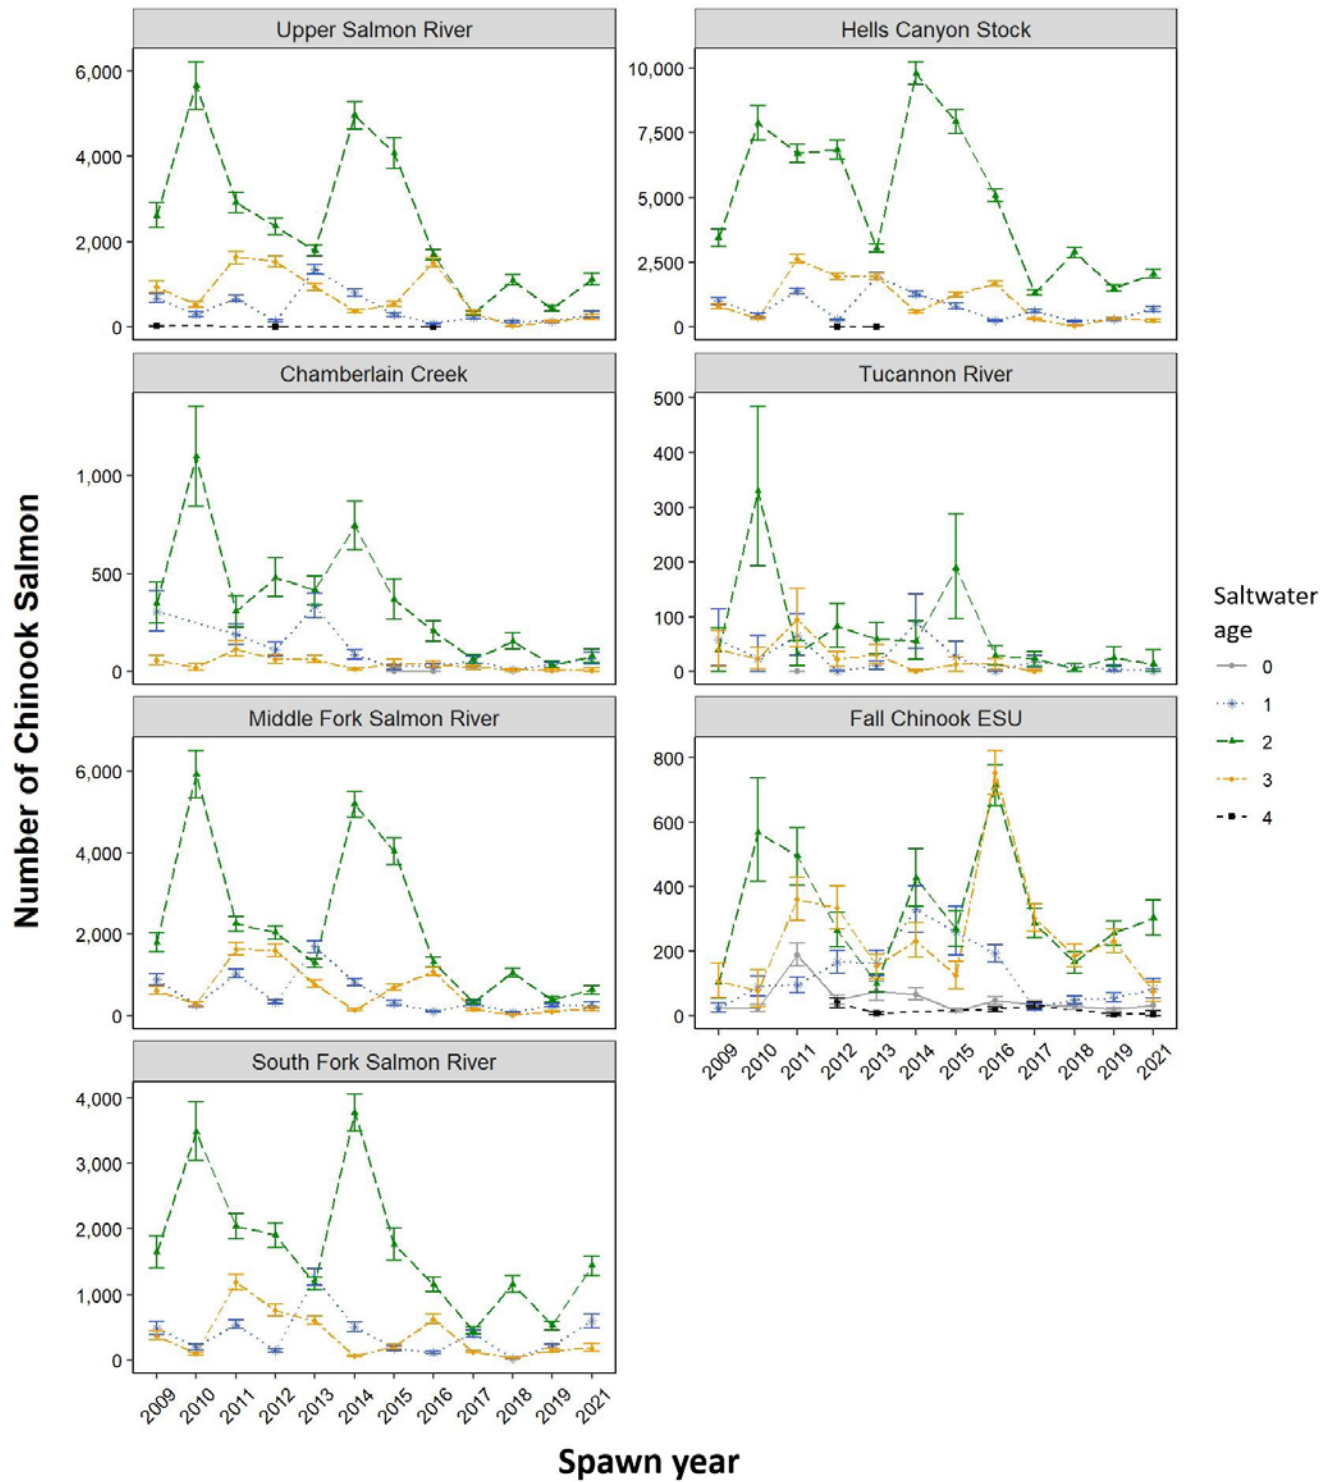 Upper Salmon River
6,000
4,000
2,000
0
Hells Canyon Stock
10,000
7,500
5,000
2,500
0
Chamberlain Creek
1,000
500
0
Tucannon River
500
400
300
200
100
0
Middle Fork Salmon River
6,000
4,000
2,000
0
Fall Chinook ESU
800
600
400
200
0
2009 2010 2011 2012 2013 2014 2015 2016 2017 2018 2019 2021
South Fork Salmon River
4,000
3,000
2,000
1,000
0
2009 2010 2011 2012 2013 2014 2015 2016 2017 2018 2019 2021
Number of Chinook Salmon
Spawn year
Saltwater
age
0
1
2
3
4